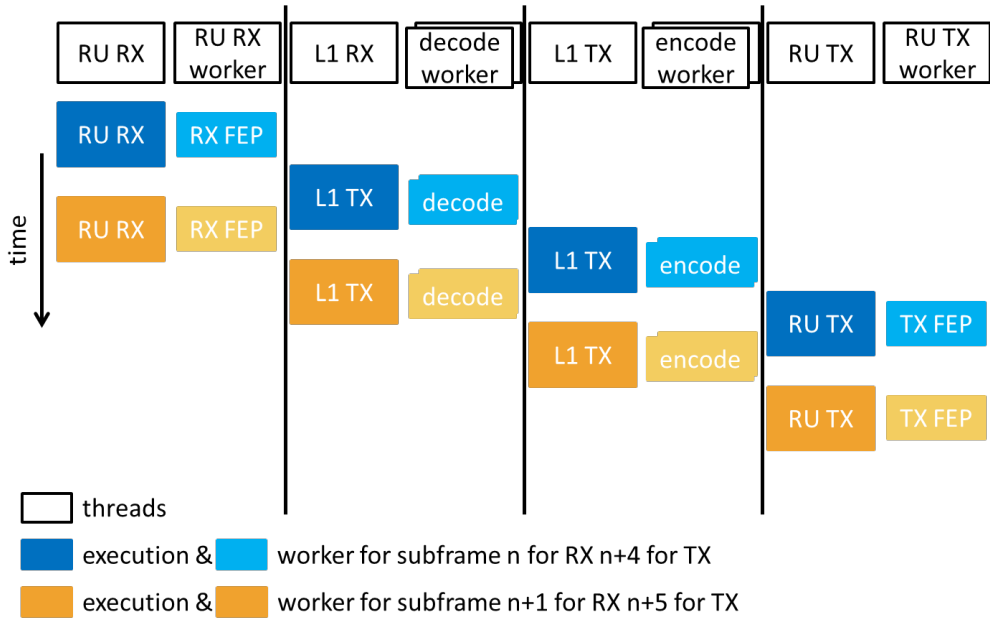 RU RX
RU RX
worker
L1 RX
decode
worker
L1 TX
encode
worker
RU TX
RU TX
worker
RU RX
RX FEP
L1 TX
decode
RU RX
RX FEP
L1 TX
encode
L1 TX
decode
RU TX
TX FEP
L1 TX
encode
RU TX
TX FEP
time
threads
execution & worker for subframe n for RX n+4 for TX
execution & worker for subframe n+1 for RX n+5 for TX